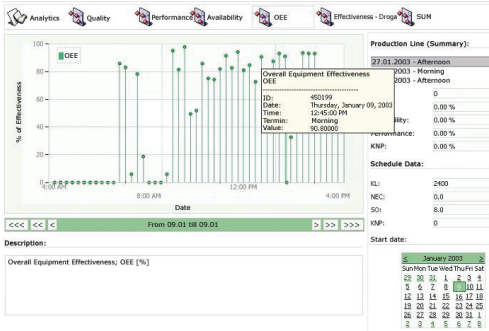 Analytics
Quality
Performance
Availability
OEE
Effectiveness - Droga
SUM
100
80
60
40
20
0
OEE
% of Effectiveness
4:00 AM
8:00 AM
12:00 PM
4:00 PM
Date
Overall Equipment Effectiveness
OEE
ID: 450199
Date: Thursday, January 09, 2003
Time: 12:45:00 PM
Termin: Morning
Value: 90.80000
<<< << < From 09.01 till 09.01 > >> >>>
Description:
Overall Equipment Effectiveness; OEE [%]
Production Line (Summary):
27.01.2003 - Afternoon
2003 - Morning
2003 - Afternoon
0
0.00 %
ility: 0.00 %
Performance: 0.00 %
KNP: 0.00 %
Schedule Data:
KL: 2400
NEC: 0.0
SO: 8.0
KNP: 0
Start date:
< January 2003 >
Sun Mon Tue Wed Thu Fri Sat
29 30 31 1 2 3 4
5 6 7 8 9 10 11
12 13 14 15 16 17 18
19 20 21 22 23 24 25
26 27 28 29 30 31 1
2 3 4 5 6 7 8